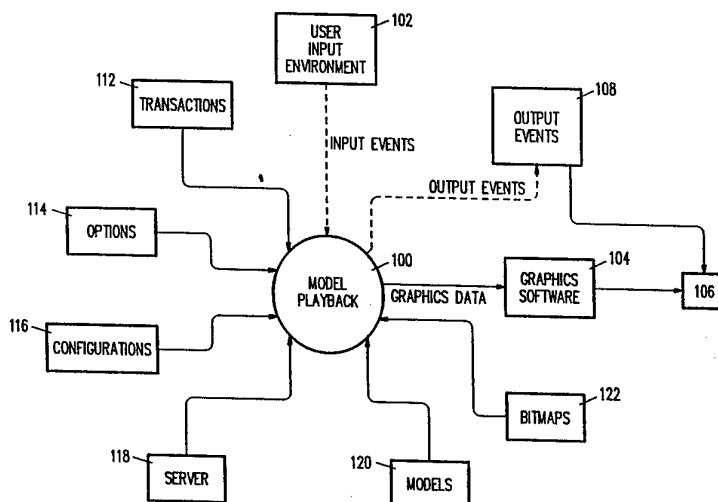 102
USER
INPUT
ENVIRONMENT
112
TRANSACTIONS
108
OUTPUT
EVENTS
INPUT EVENTS
OUTPUT EVENTS
114
OPTIONS
100
MODEL
PLAYBACK
GRAPHICS DATA
104
GRAPHICS
SOFTWARE
106
116
CONFIGURATIONS
122
BITMAPS
118
SERVER
120
MODELS